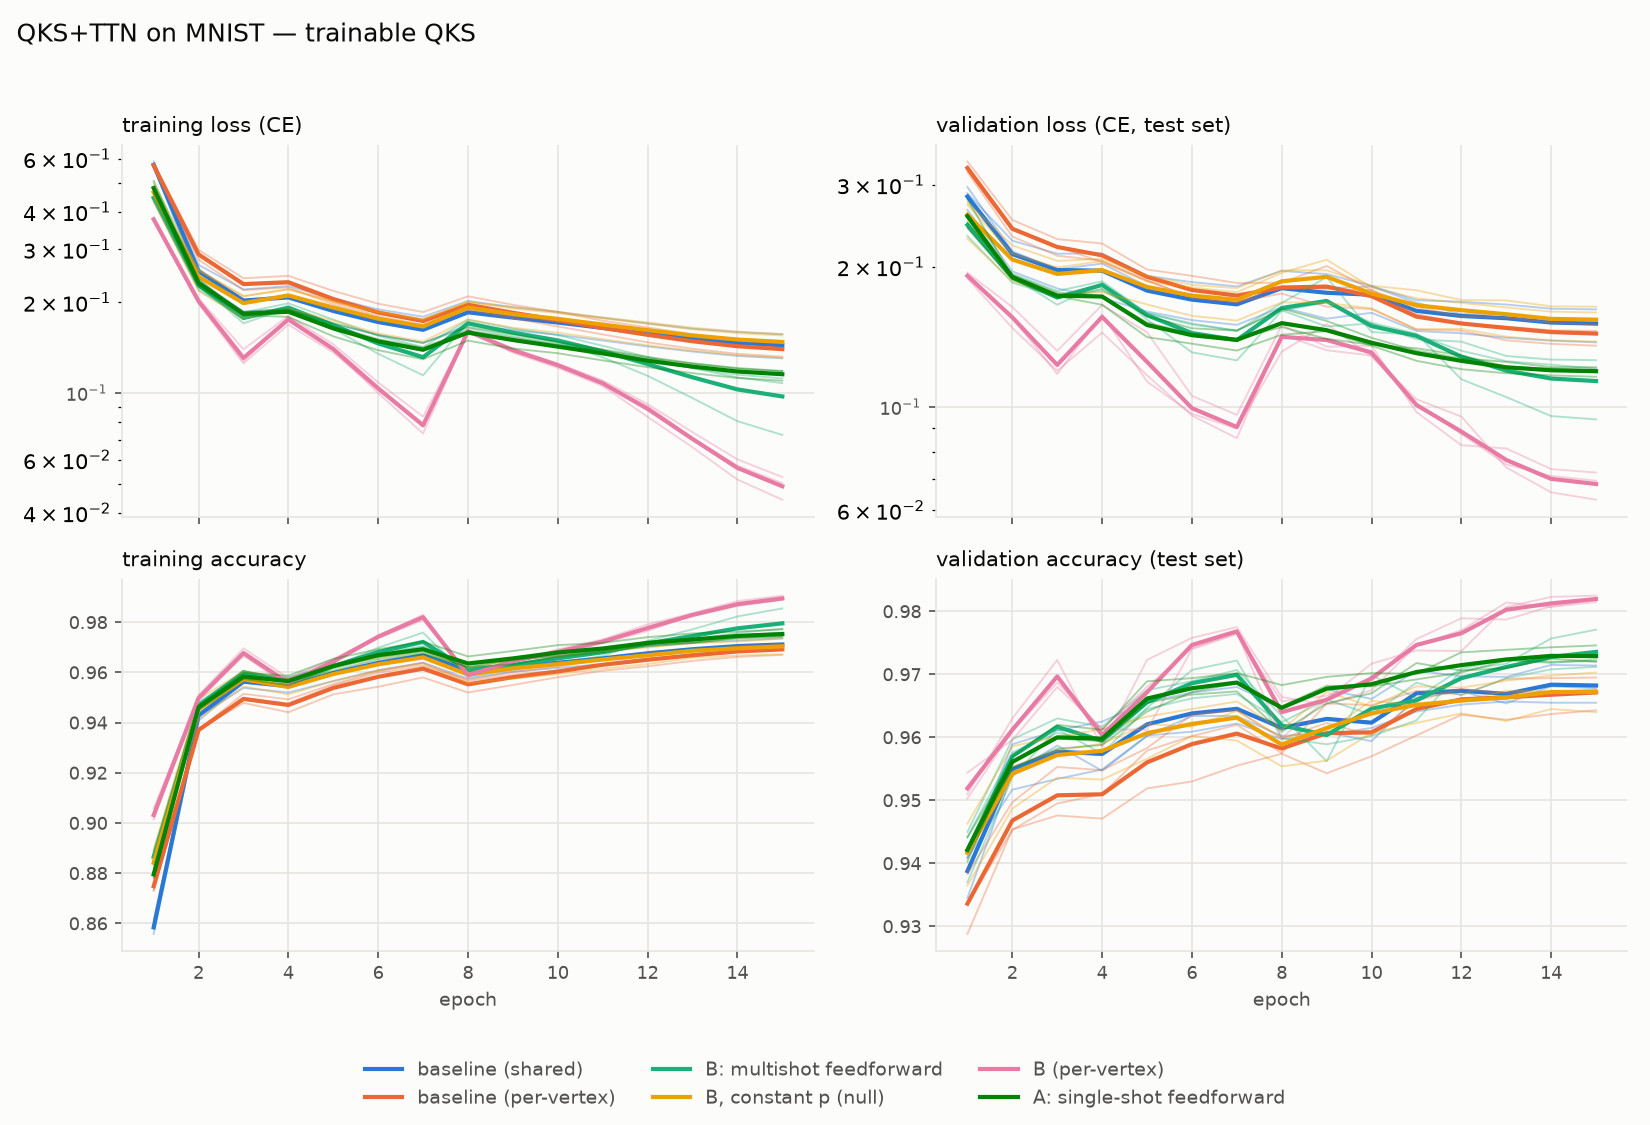 QKS+TTN on MNIST — trainable QKS
training loss (CE)
6 × 10⁻¹
4 × 10⁻¹
3 × 10⁻¹
2 × 10⁻¹
10⁻¹
6 × 10⁻²
4 × 10⁻²
validation loss (CE, test set)
3 × 10⁻¹
2 × 10⁻¹
10⁻¹
6 × 10⁻²
training accuracy
0.98
0.96
0.94
0.92
0.90
0.88
0.86
2 4 6 8 10 12 14
epoch
validation accuracy (test set)
0.98
0.97
0.96
0.95
0.94
0.93
2 4 6 8 10 12 14
epoch
baseline (shared)
baseline (per-vertex)
B: multishot feedforward
B, constant p (null)
B (per-vertex)
A: single-shot feedforward